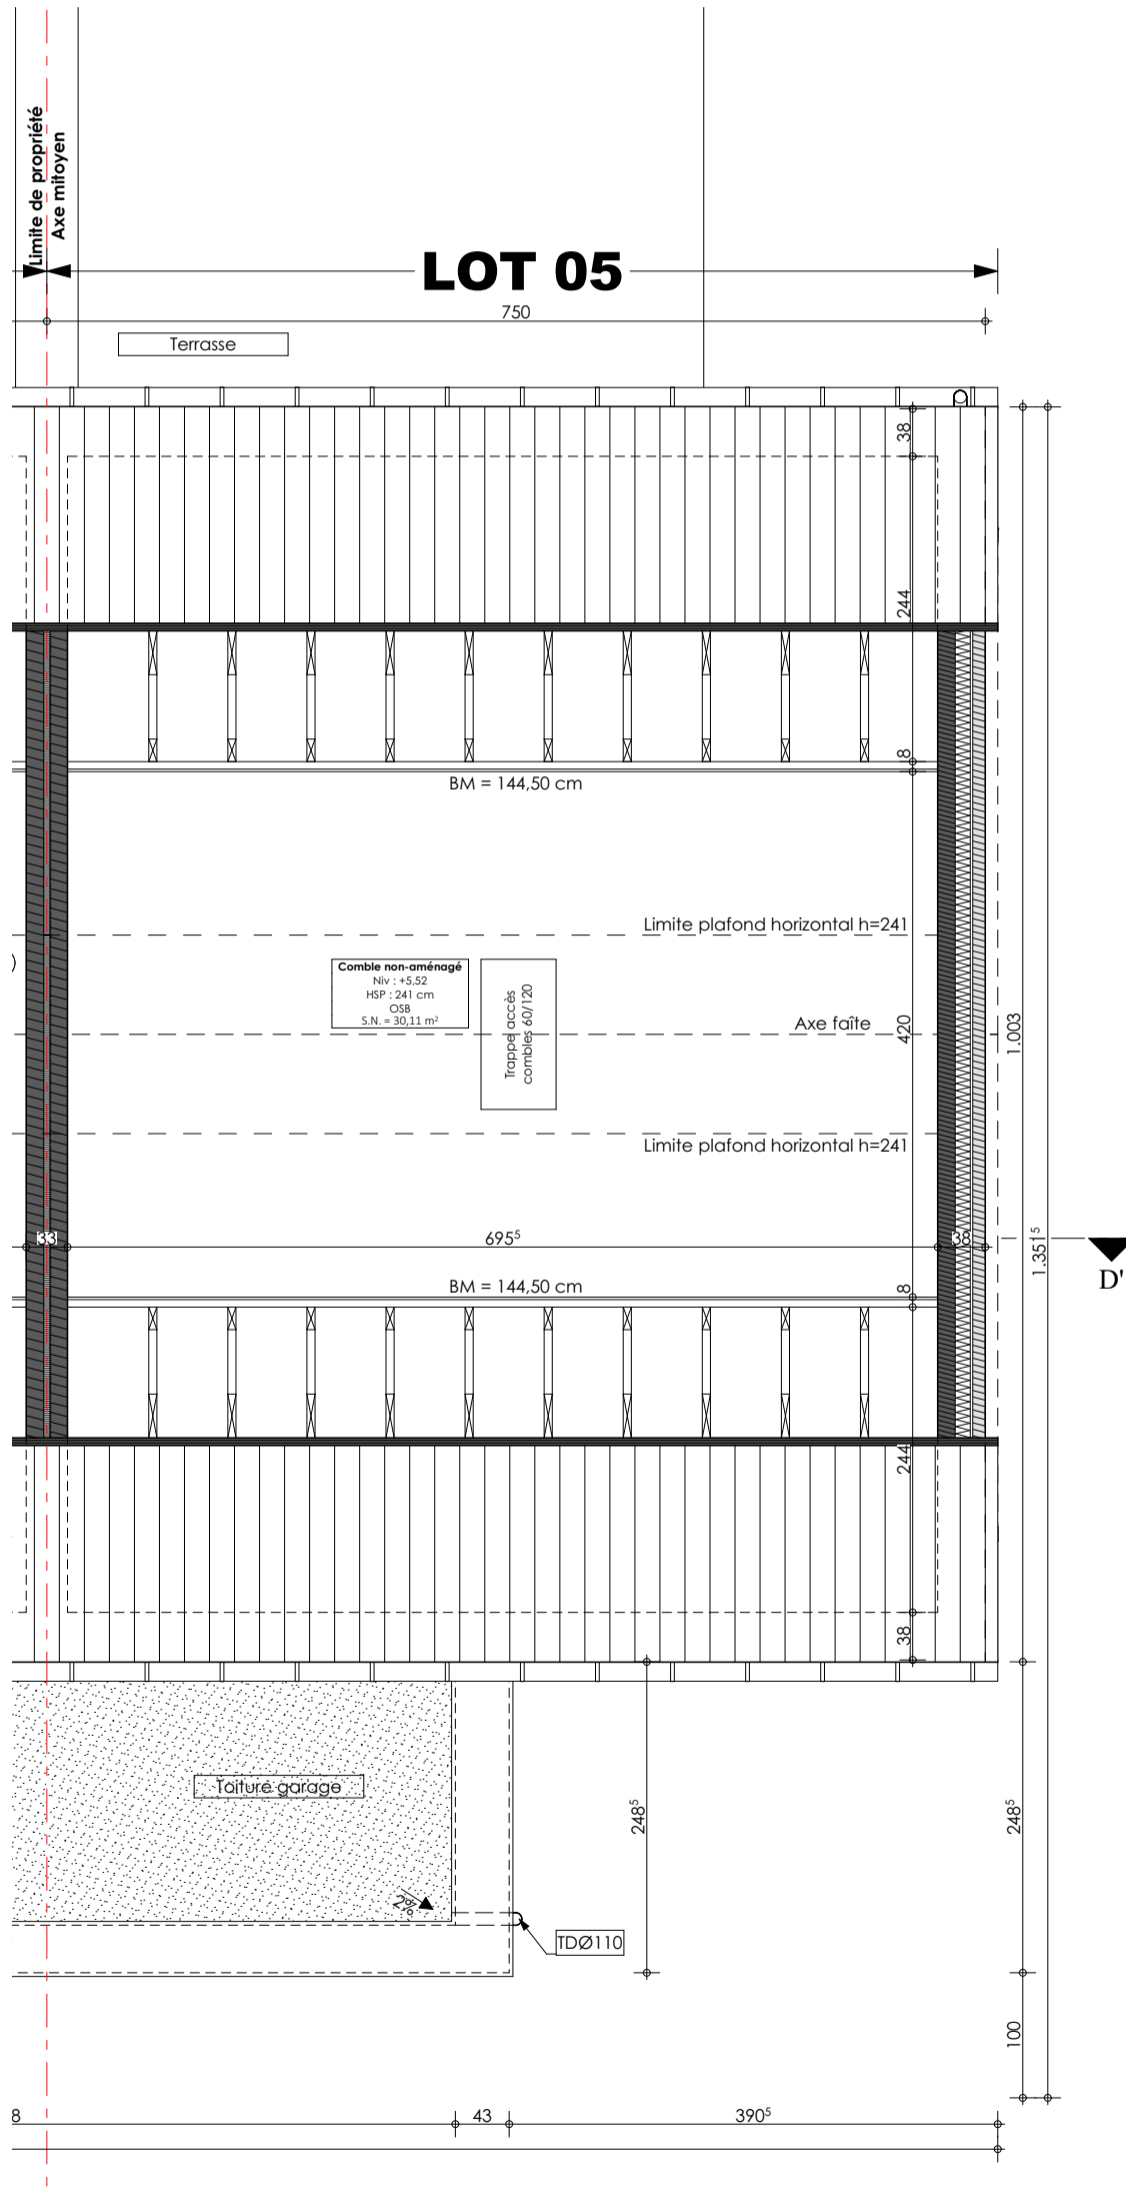 Limite de propriété
Axe mitoyen
LOT 05
750
Terrasse
38
244
8
BM = 144,50 cm
Limite plafond horizontal h=241
Comble non-aménagé
Niv : +5,52
HSP : 241 cm
OSB
S.N. = 30,11 m²
Trappe accès
combles 60/120
Axe faîte
420
1.003
Limite plafond horizontal h=241
33
695⁵
38
1.351⁵
D'
BM = 144,50 cm
8
244
38
Toiture garage
248⁵
248⁵
2%
TDØ110
100
8
43
390⁵